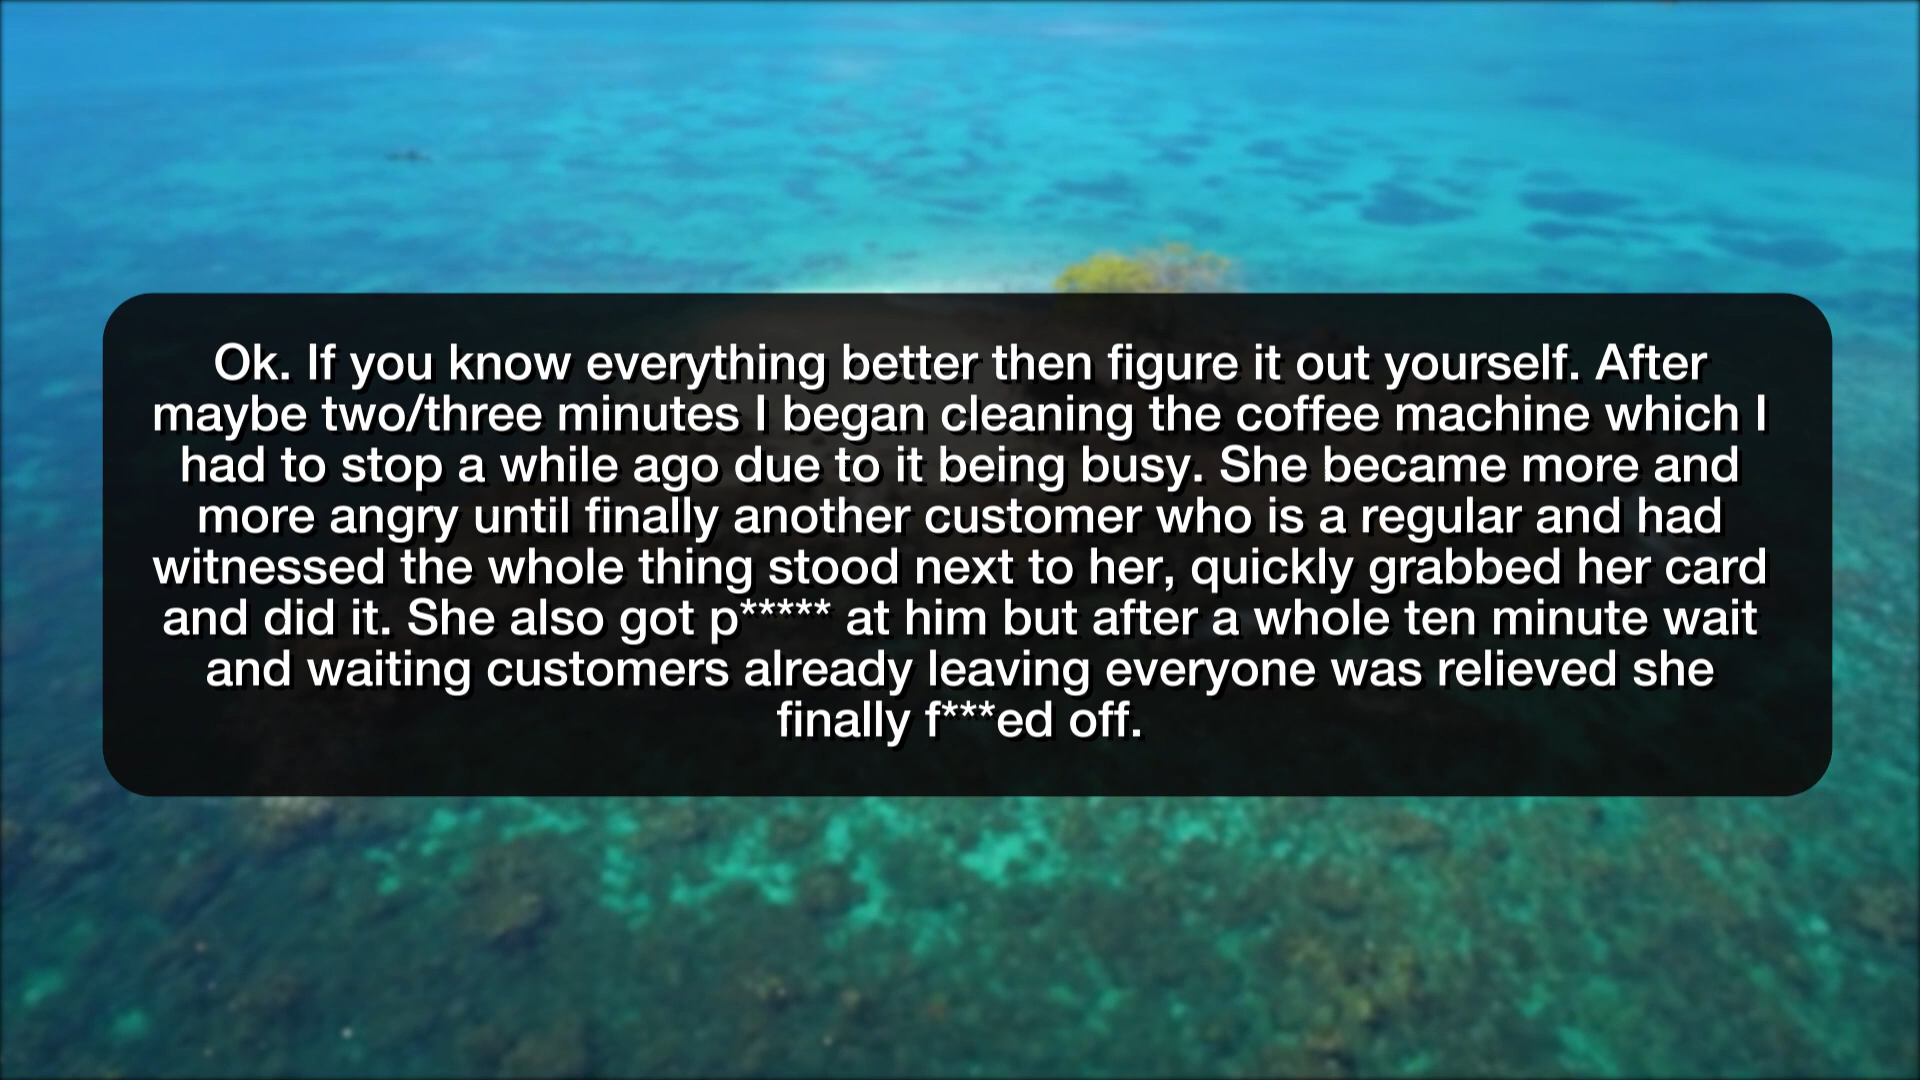 Ok. If you know everything better then figure it out yourself. After
maybe two/three minutes I began cleaning the coffee machine which I
had to stop a while ago due to it being busy. She became more and
more angry until finally another customer who is a regular and had
witnessed the whole thing stood next to her, quickly grabbed her card
and did it. She also got p***** at him but after a whole ten minute wait
and waiting customers already leaving everyone was relieved she
finally f***ed off.